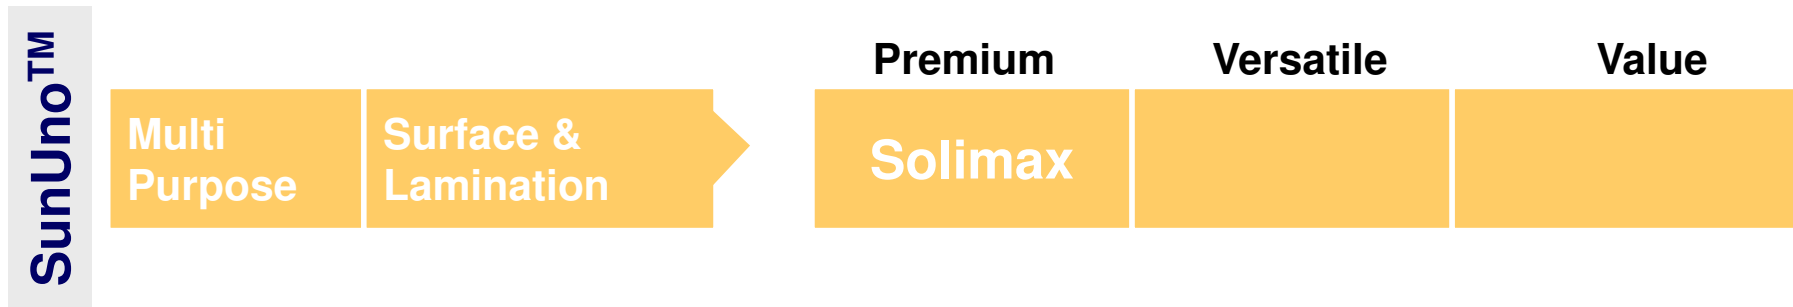 SunUno™
Premium Versatile Value
Multi
Purpose
Surface &
Lamination
Solimax